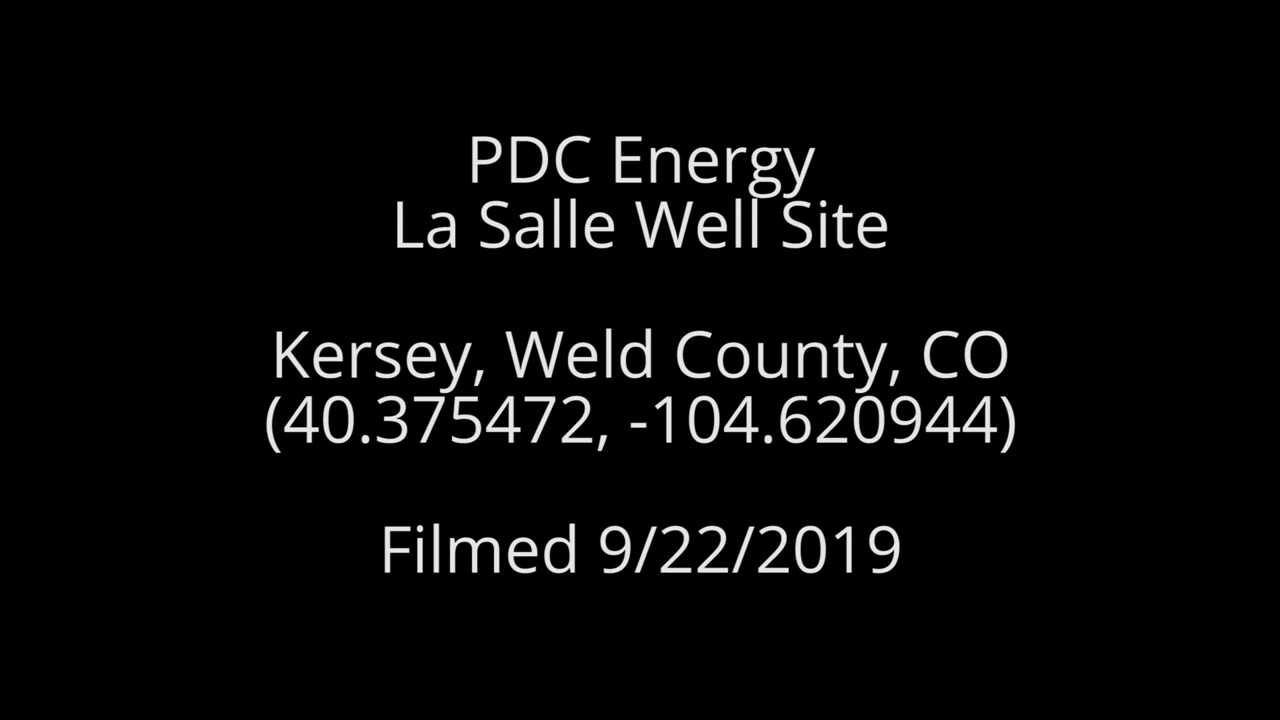 PDC Energy
La Salle Well Site
Kersey, Weld County, CO
(40.375472, -104.620944)
Filmed 9/22/2019